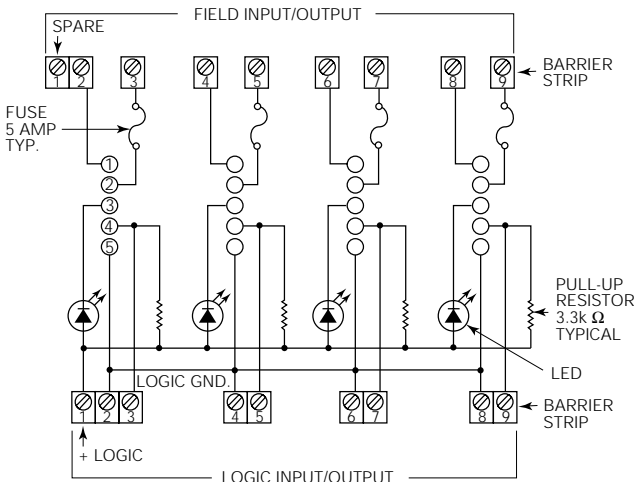 FIELD INPUT/OUTPUT
SPARE
1 2 3 4 5 6 7 8 9
BARRIER
STRIP
FUSE
5 AMP
TYP.
1
2
3
4
5
PULL-UP
RESISTOR
3.3k Ω
TYPICAL
LED
LOGIC GND.
1 2 3 4 5 6 7 8 9
BARRIER
STRIP
+ LOGIC
LOGIC INPUT/OUTPUT